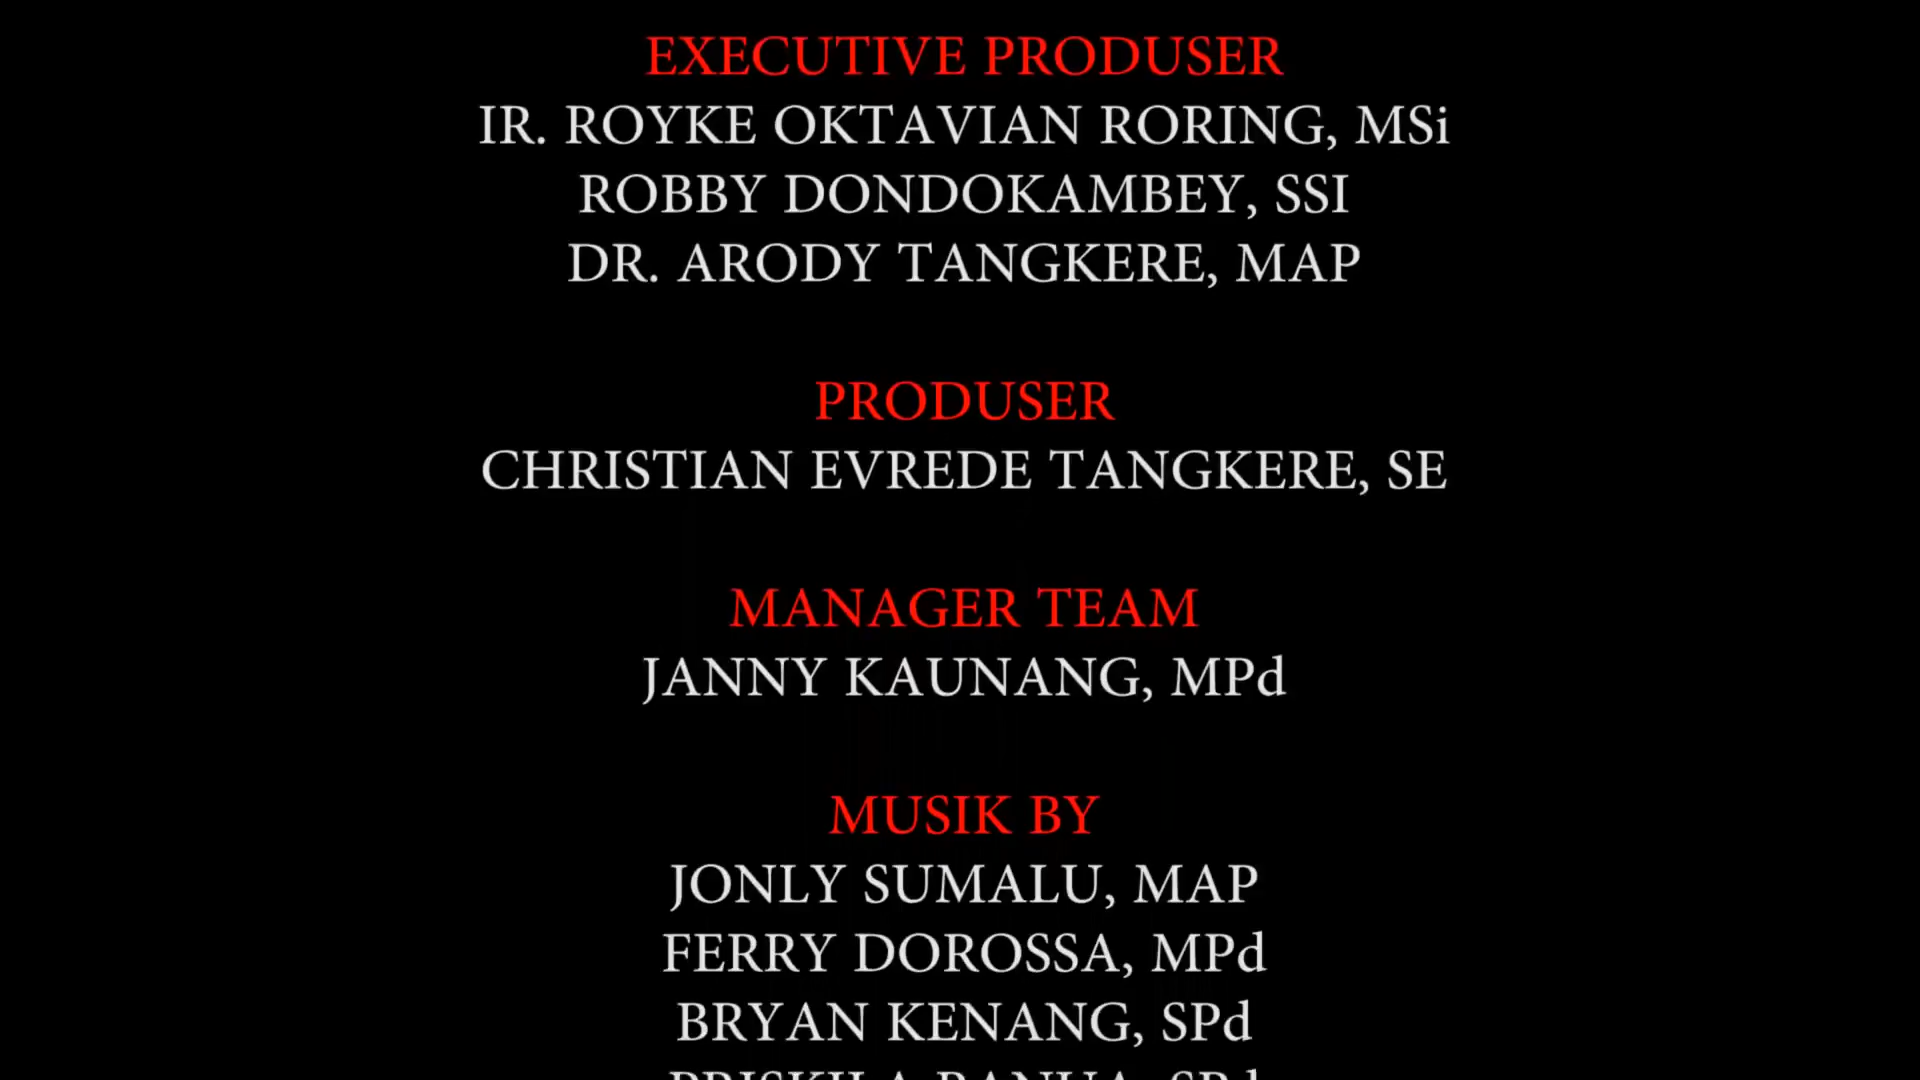 EXECUTIVE PRODUSER
IR. ROYKE OKTAVIAN RORING, MSi
ROBBY DONDOKAMBEY, SSI
DR. ARODY TANGKERE, MAP
PRODUSER
CHRISTIAN EVREDE TANGKERE, SE
MANAGER TEAM
JANNY KAUNANG, MPd
MUSIK BY
JONLY SUMALU, MAP
FERRY DOROSSA, MPd
BRYAN KENANG, SPd